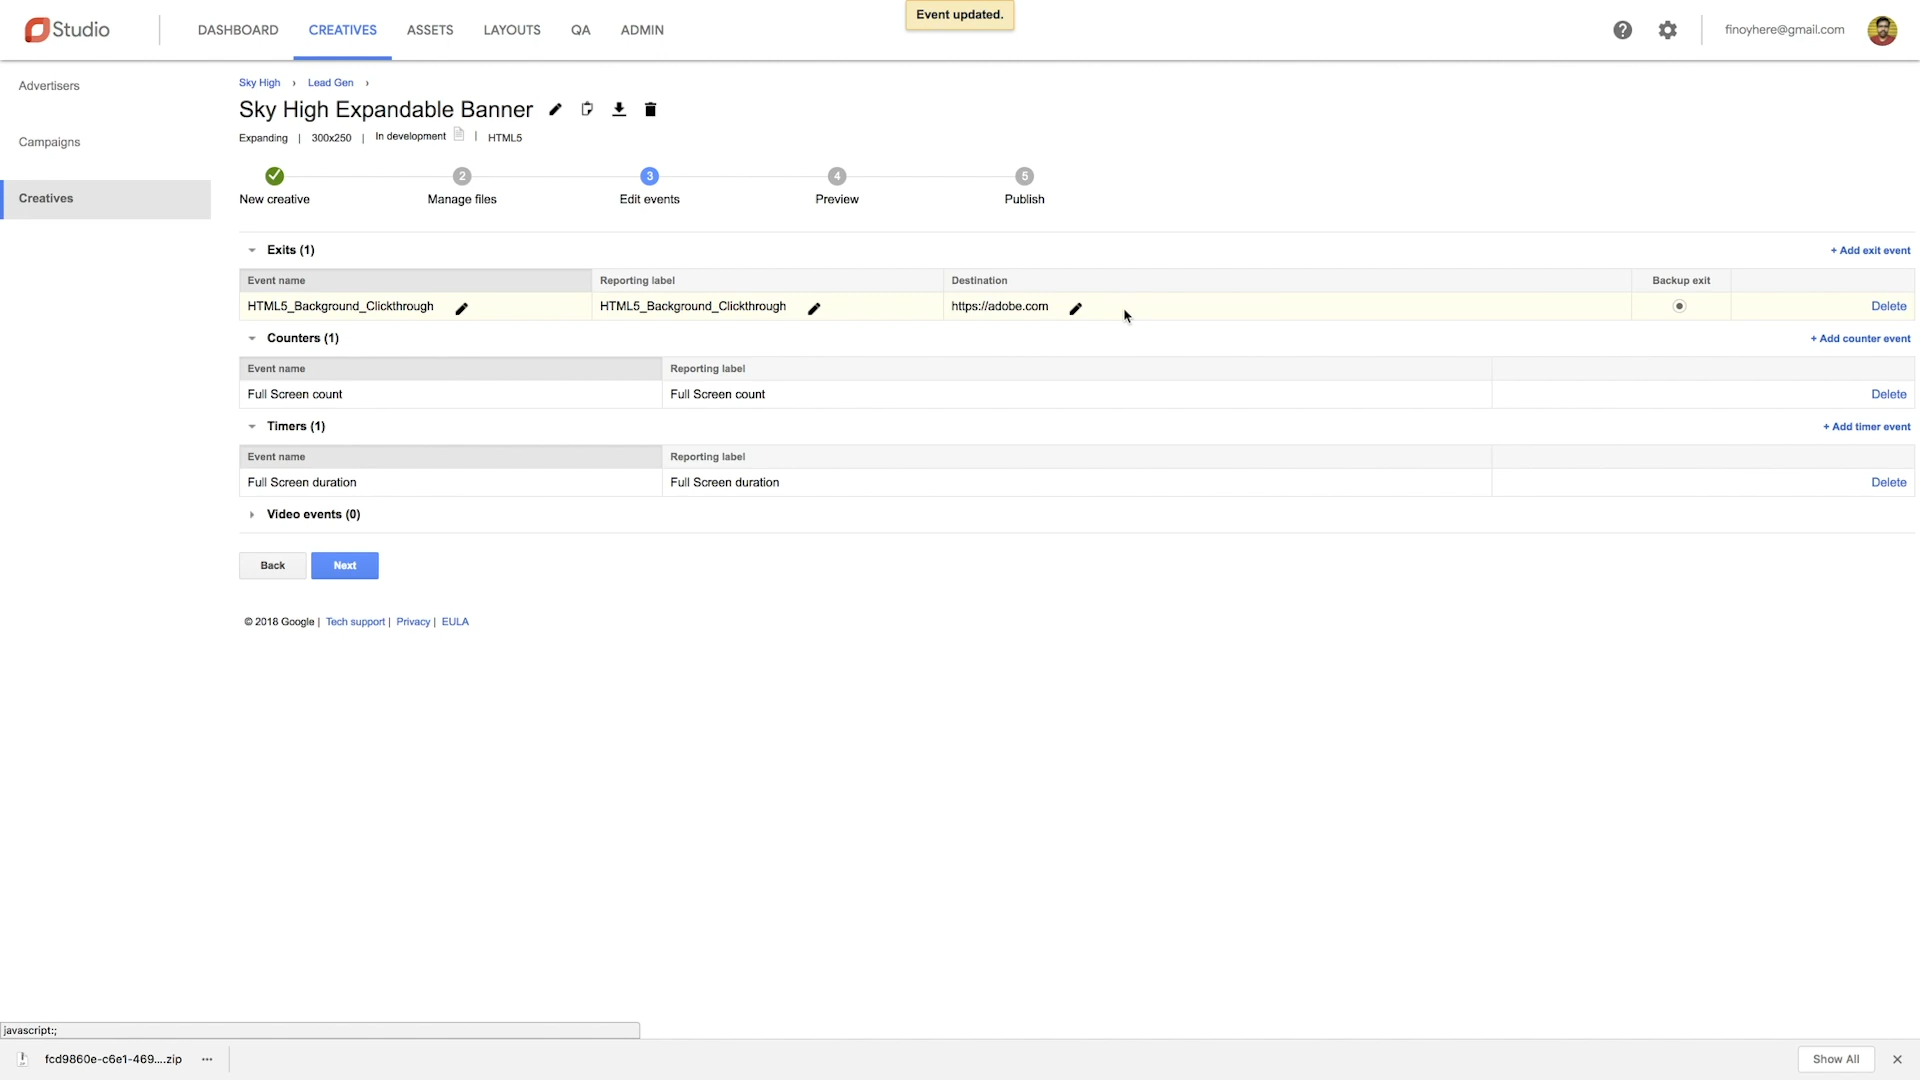 Studio
DASHBOARD CREATIVES ASSETS LAYOUTS QA ADMIN
Event updated.
finoyhere@gmail.com
Advertisers
Campaigns
Creatives
Sky High › Lead Gen ›
Sky High Expandable Banner
Expanding | 300x250 | In development | HTML5
2 3 4 5
New creative Manage files Edit events Preview Publish
Exits (1) + Add exit event
Event name Reporting label Destination Backup exit
HTML5_Background_Clickthrough HTML5_Background_Clickthrough https://adobe.com Delete
Counters (1) + Add counter event
Event name Reporting label
Full Screen count Full Screen count Delete
Timers (1) + Add timer event
Event name Reporting label
Full Screen duration Full Screen duration Delete
Video events (0)
Back Next
© 2018 Google | Tech support | Privacy | EULA
javascript:;
fcd9860e-c6e1-469....zip ... Show All